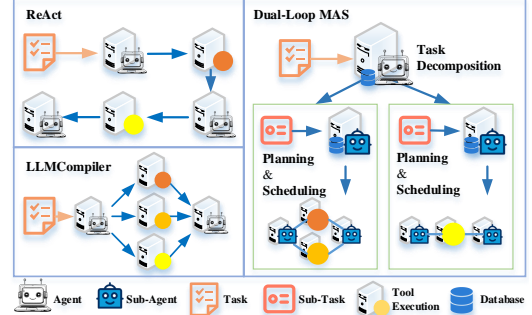 ReAct
LLMCompiler
Dual-Loop MAS
Task
Decomposition
Planning
&
Scheduling
Planning
&
Scheduling
Agent
Sub-Agent
Task
Sub-Task
Tool
Execution
Database